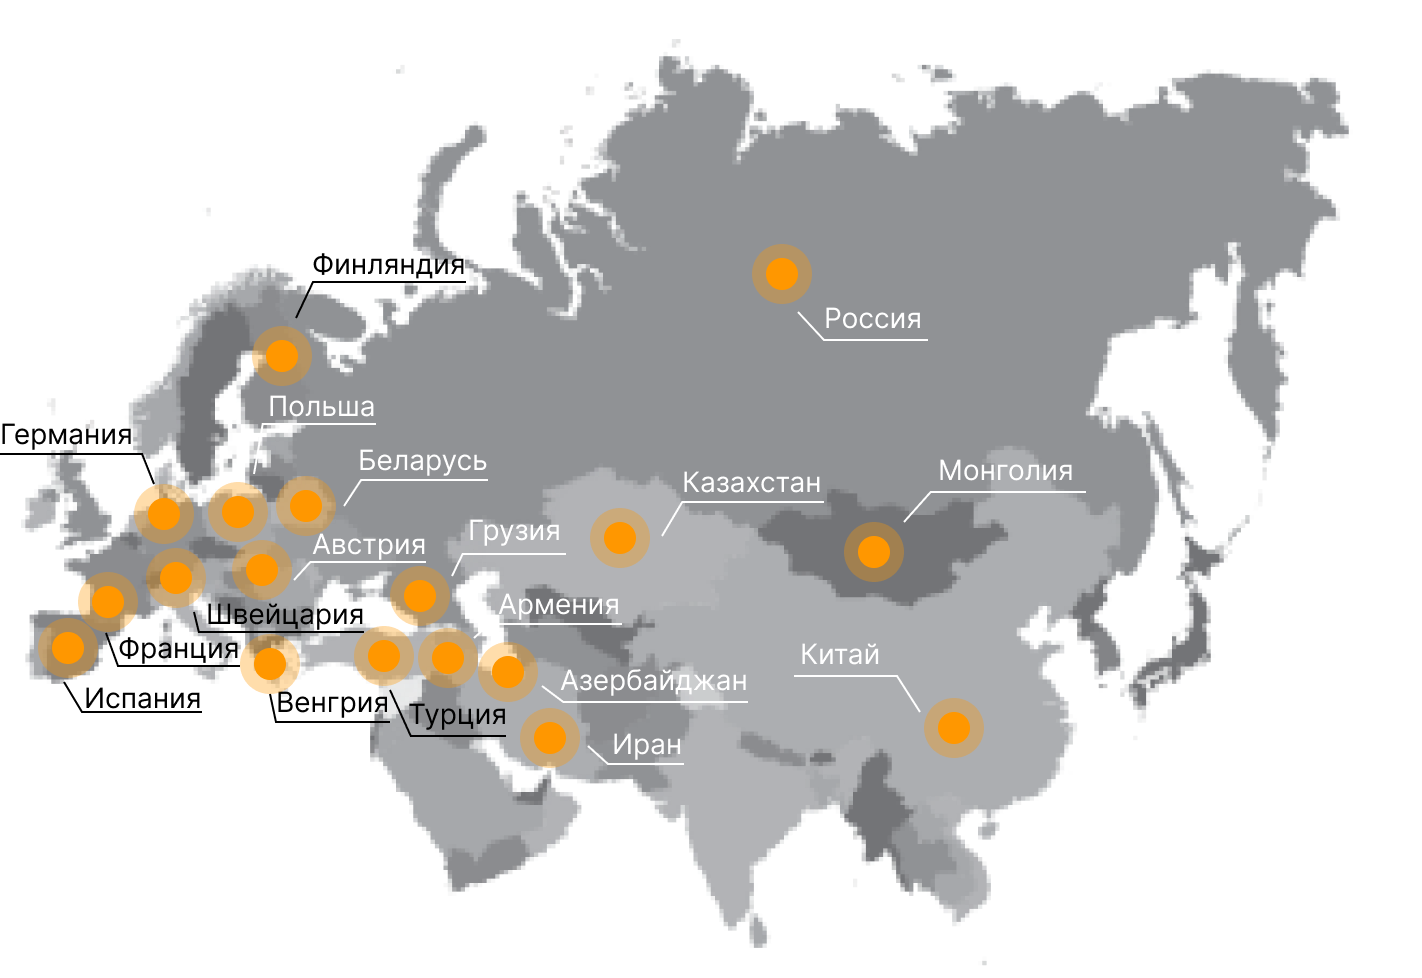 Финляндия
Россия
Польша
Германия
Беларусь
Монголия
Казахстан
Грузия
Австрия
Армения
Швейцария
Франция
Китай
Азербайджан
Испания
Венгрия
Турция
Иран